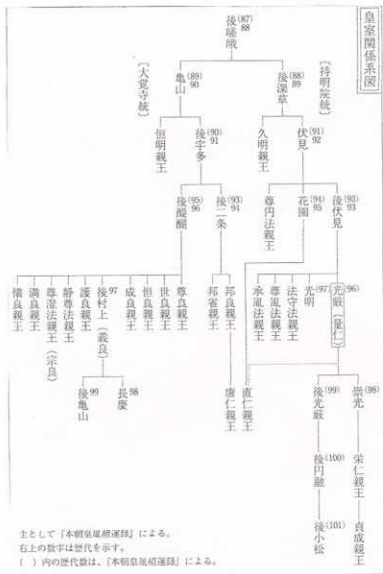 皇室関係系図
後嵯峨 (87) 88
〔持明院統〕
後深草 (88) 89
伏見 (91) 92
久明親王
後伏見 (92) 93
花園 (94) 95
尊円法親王
光厳(量仁) (96)
光明 (97)
法守法親王
尊胤法親王
承胤法親王
直仁親王
崇光 (98)
栄仁親王
貞成親王
後光厳 (99)
後円融 (100)
後小松 (101)
〔大覚寺統〕
亀山 (89) 90
後宇多 (90) 91
恒明親王
後二条 (93) 94
後醍醐 (95) 96
邦良親王
邦省親王
康仁親王
尊良親王
世良親王
恒良親王
成良親王
後村上(義良) 97
護良親王
静尊法親王
尊澄法親王(宗良)
満良親王
懐良親王
長慶 98
後亀山 99
主として『本朝皇胤紹運録』による。
右上の数字は歴代を示す。
( )内の歴代数は、『本朝皇胤紹運録』による。